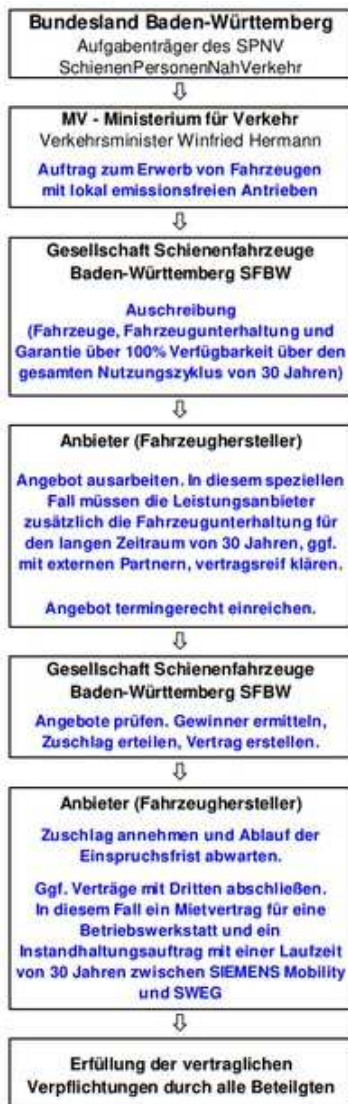 Bundesland Baden-Württemberg
Aufgabenträger des SPNV
SchienenPersonenNahVerkehr
MV - Ministerium für Verkehr
Verkehrsminister Winfried Hermann
Auftrag zum Erwerb von Fahrzeugen
mit lokal emissionsfreien Antrieben
Gesellschaft Schienenfahrzeuge
Baden-Württemberg SFBW
Auschreibung
(Fahrzeuge, Fahrzeugunterhaltung und
Garantie über 100% Verfügbarkeit über den
gesamten Nutzungszyklus von 30 Jahren)
Anbieter (Fahrzeughersteller)
Angebot ausarbeiten. In diesem speziellen
Fall müssen die Leistungsanbieter
zusätzlich die Fahrzeugunterhaltung für
den langen Zeitraum von 30 Jahren, ggf.
mit externen Partnern, vertragsreif klären.
Angebot termingerecht einreichen.
Gesellschaft Schienenfahrzeuge
Baden-Württemberg SFBW
Angebote prüfen. Gewinner ermitteln,
Zuschlag erteilen, Vertrag erstellen.
Anbieter (Fahrzeughersteller)
Zuschlag annehmen und Ablauf der
Einspruchsfrist abwarten.
Ggf. Verträge mit Dritten abschließen.
In diesem Fall ein Mietvertrag für eine
Betriebswerkstatt und ein
Instandhaltungsauftrag mit einer Laufzeit
von 30 Jahren zwischen SIEMENS Mobility
und SWEG
Erfüllung der vertraglichen
Verpflichtungen durch alle Beteilgten